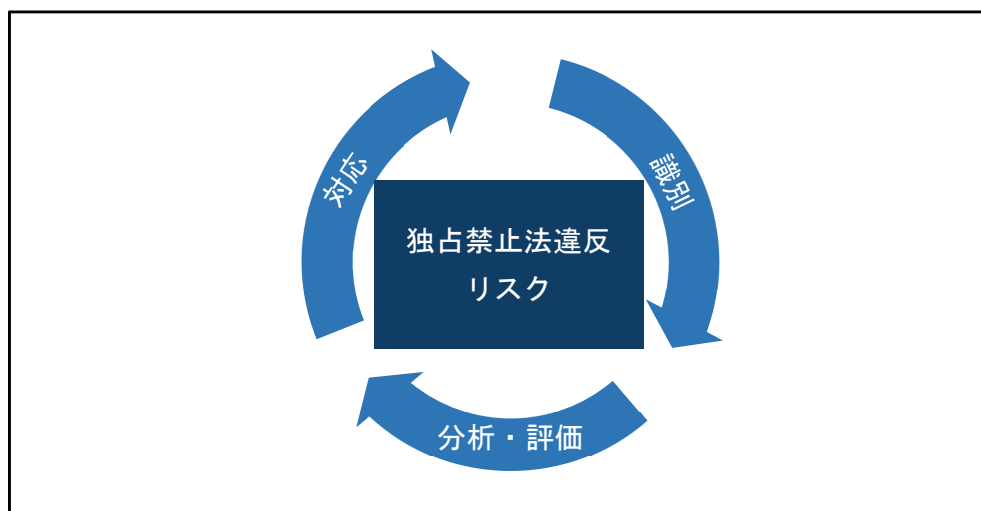 独占禁止法違反
リスク
識別
分析・評価
対応